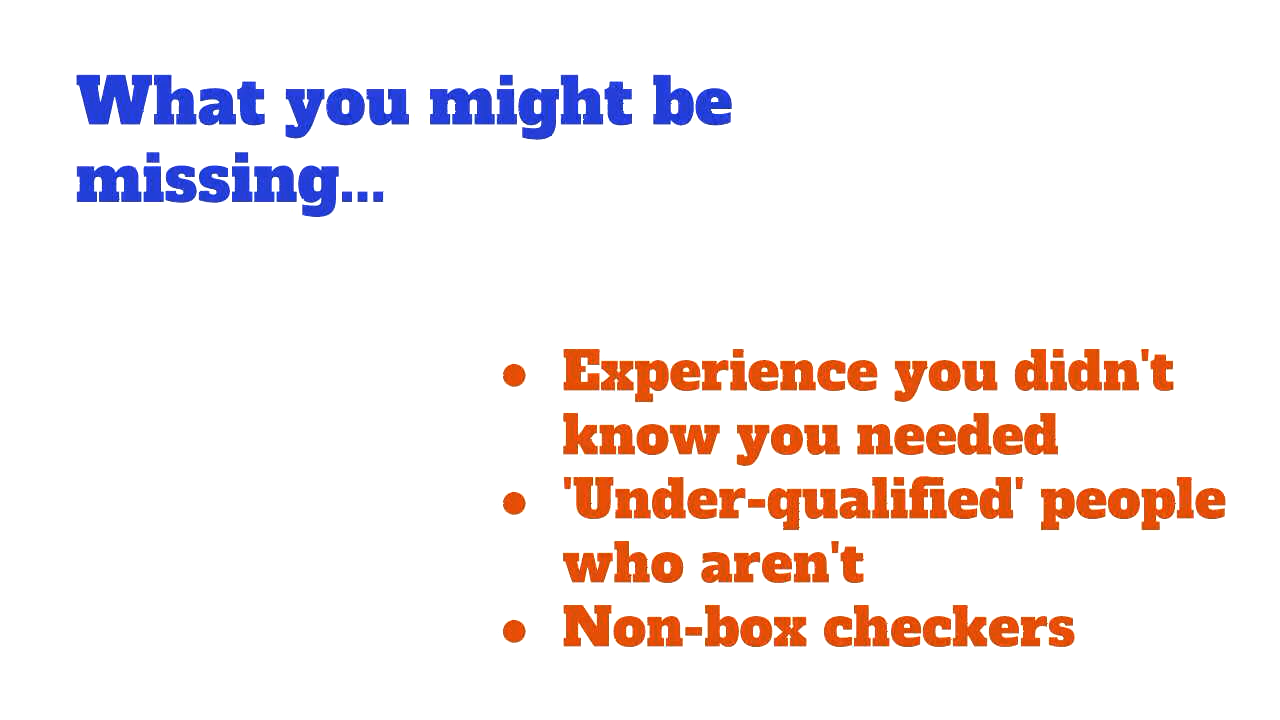 What you might be
missing...
● Experience you didn't
know you needed
● 'Under-qualified' people
who aren't
● Non-box checkers